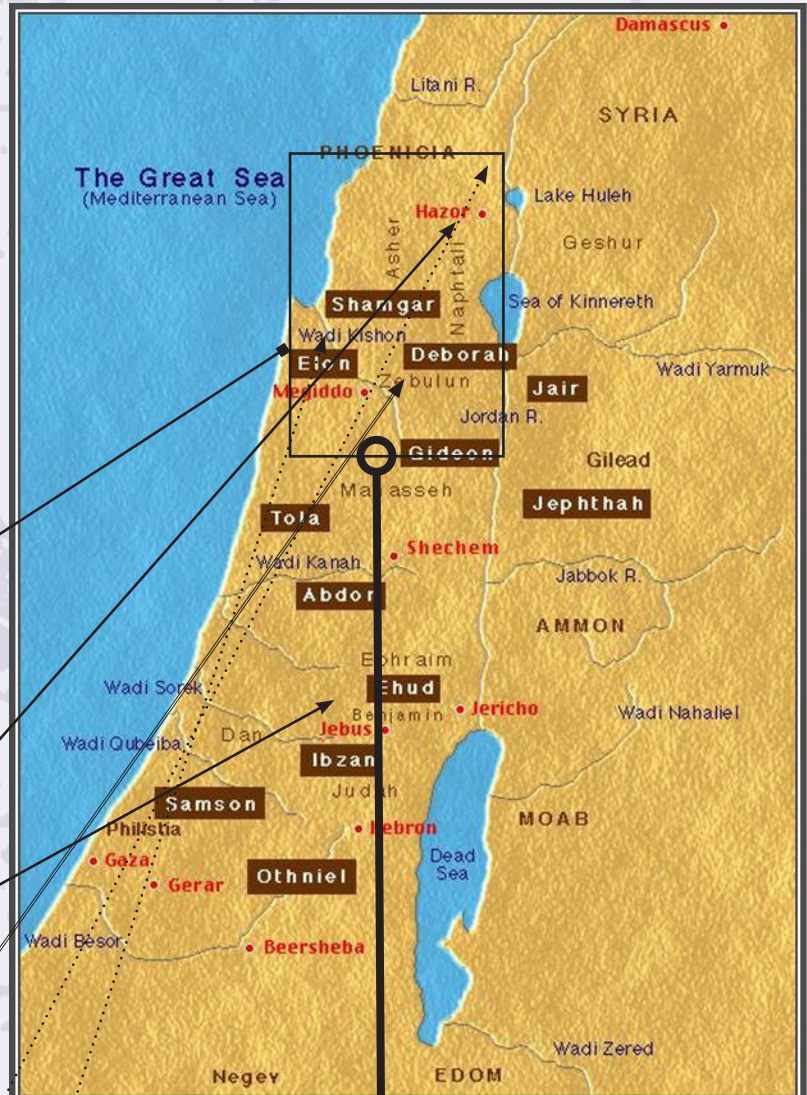 Damascus
Litani R.
SYRIA
PHOENICIA
The Great Sea
(Mediterranean Sea)
Lake Huleh
Hazor
Asher
Geshur
Naphtali
Shamgar
Sea of Kinnereth
Wadi Kishon
Elon
Deborah
Wadi Yarmuk
Zebulun
Jair
Megiddo
Jordan R.
Gideon
Gilead
Manasseh
Jephthah
Tola
Shechem
Wadi Kanah
Jabbok R.
Abdon
AMMON
Ephraim
Wadi Sorek
Ehud
Benjamin
Jericho
Wadi Nahaliel
Jebus
Dan
Wadi Qubeiba
Ibzan
Judah
Samson
MOAB
Philistia
Hebron
Gaza
Dead
Sea
Gerar
Othniel
Wadi Besor
Beersheba
Wadi Zered
Negev
EDOM